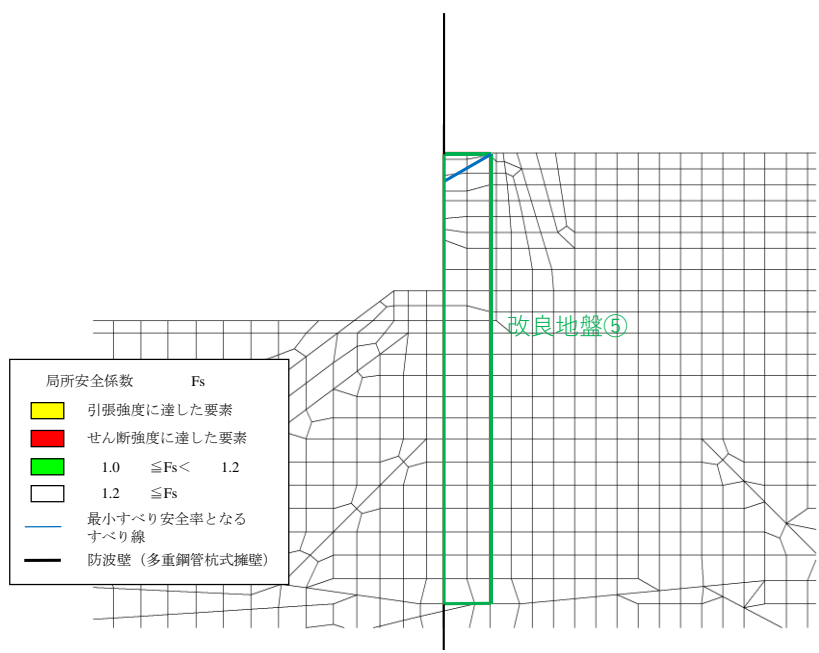 改良地盤⑤
局所安全係数 Fs
引張強度に達した要素
せん断強度に達した要素
1.0 ≦Fs< 1.2
1.2 ≦Fs
最小すべり安全率となる
すべり線
防波壁（多重鋼管杭式擁壁）